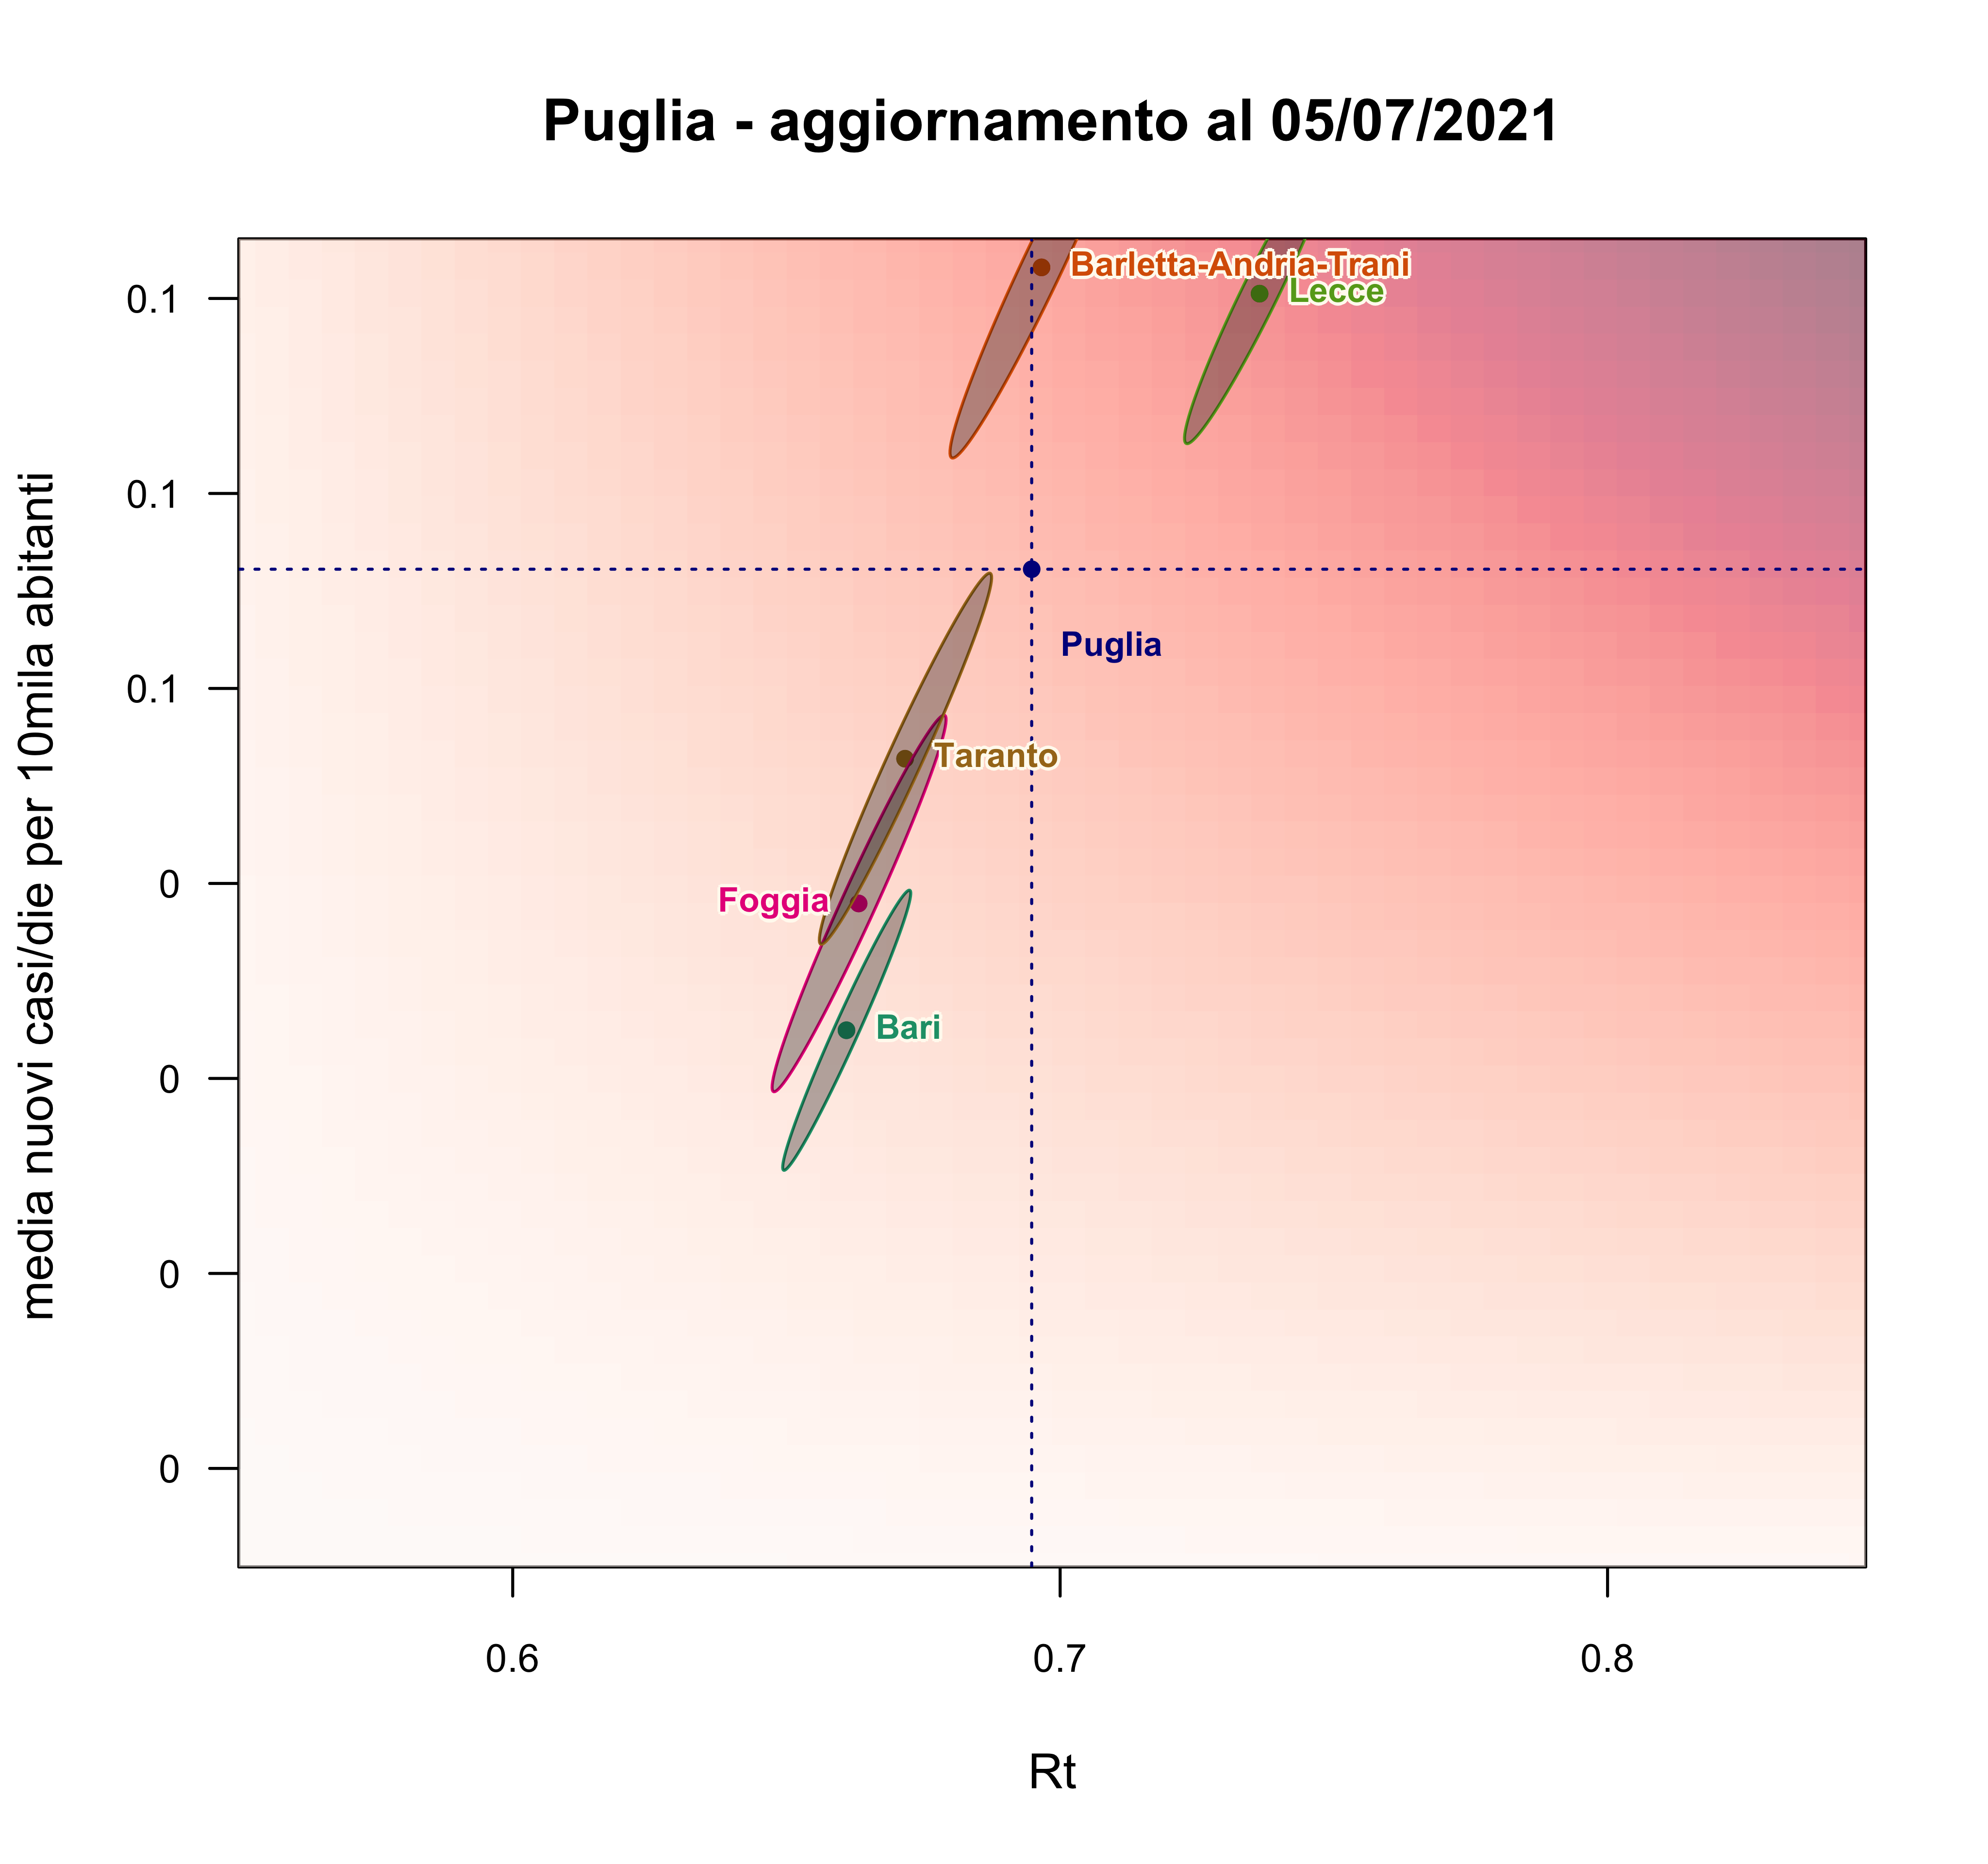 Puglia - aggiornamento al 05/07/2021
media nuovi casi/die per 10mila abitanti
0.1
0.1
0.1
0
0
0
0
Barletta-Andria-Trani
Lecce
Puglia
Taranto
Foggia
Bari
0.6
0.7
0.8
Rt